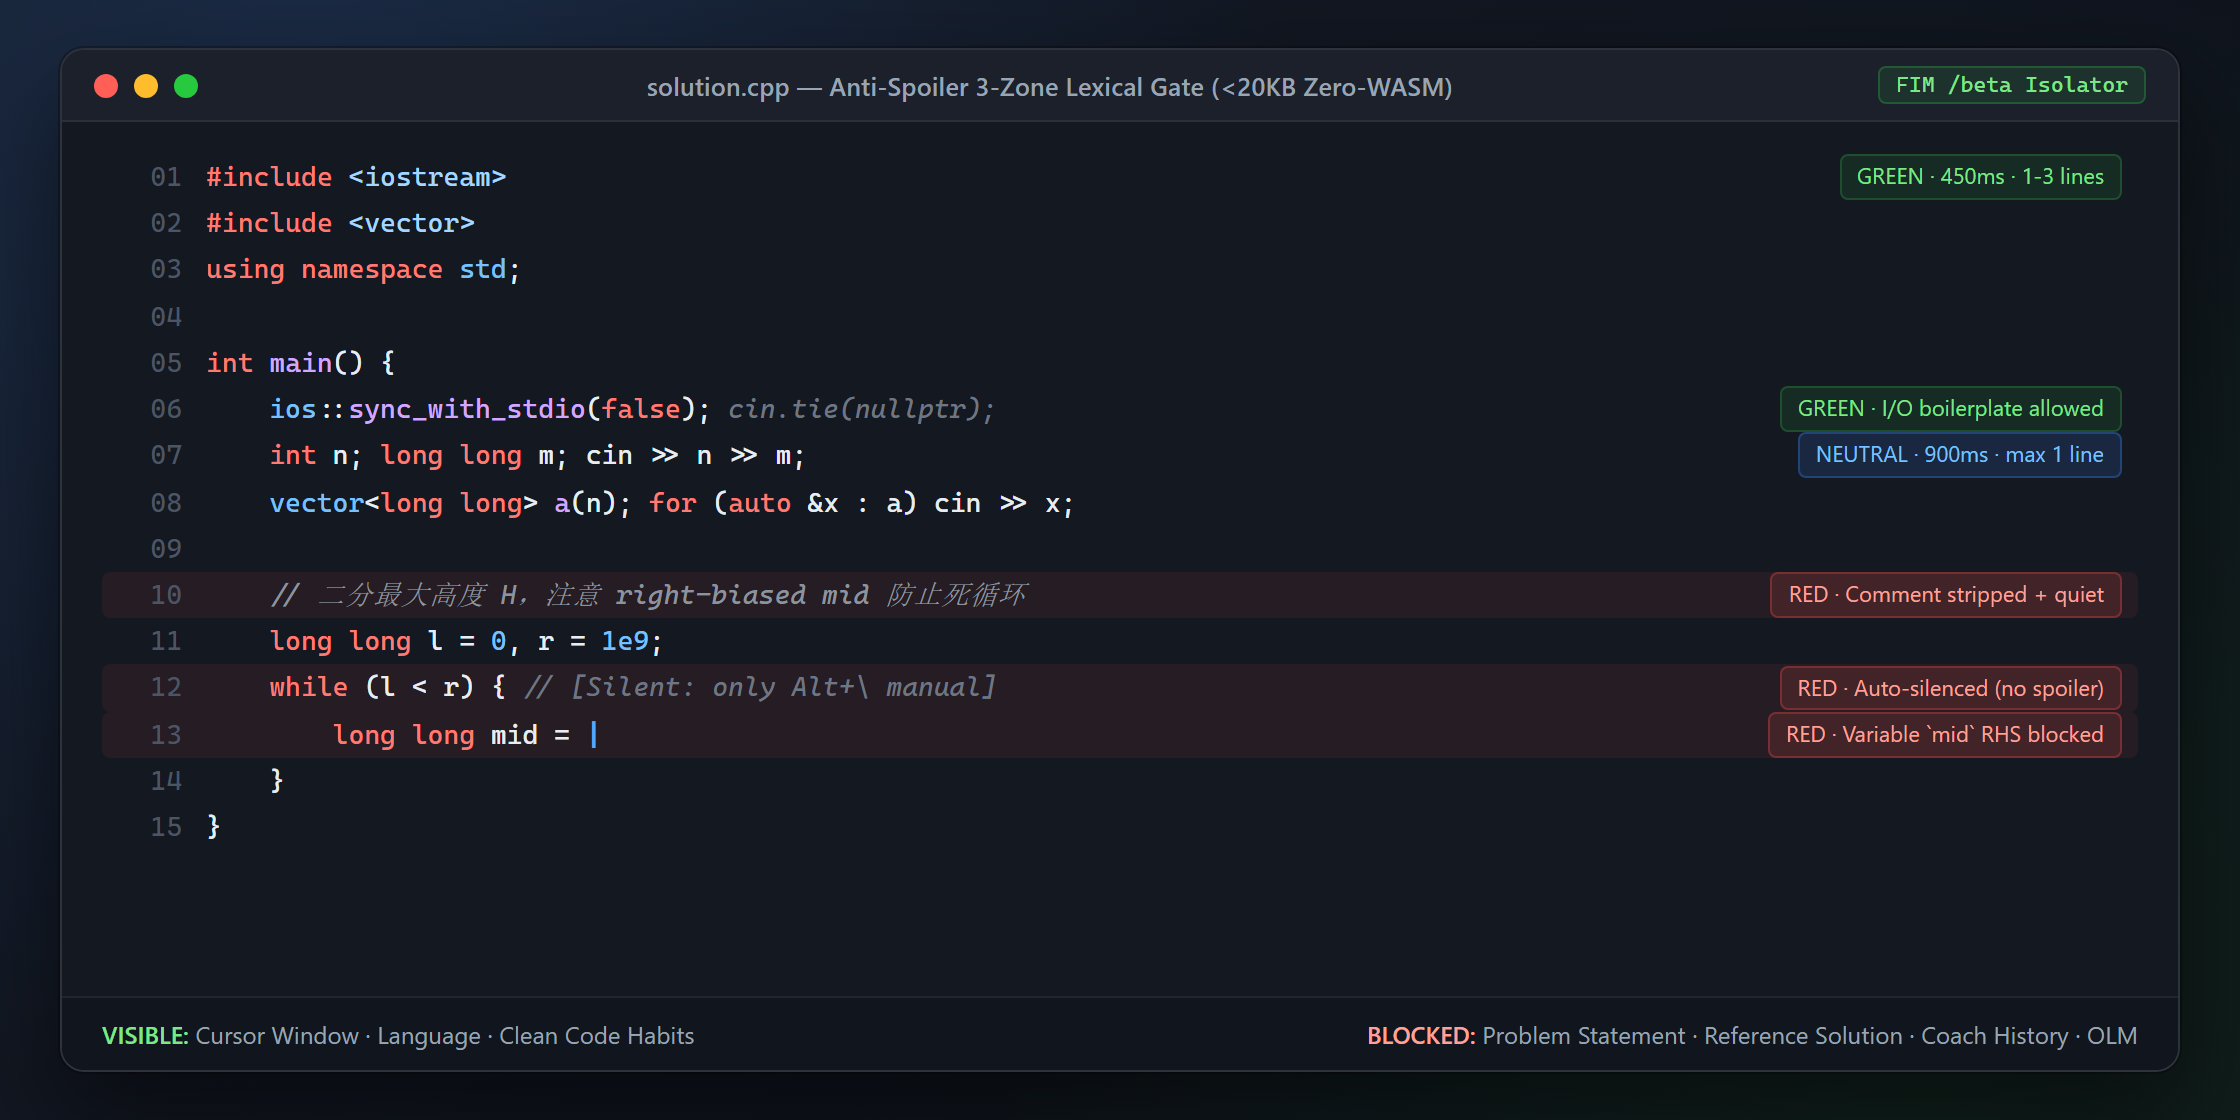 solution.cpp — Anti-Spoiler 3-Zone Lexical Gate (<20KB Zero-WASM)
FIM /beta Isolator
01 #include <iostream>
GREEN · 450ms · 1-3 lines
02 #include <vector>
03 using namespace std;
04
05 int main() {
06 ios::sync_with_stdio(false); cin.tie(nullptr);
GREEN · I/O boilerplate allowed
07 int n; long long m; cin >> n >> m;
NEUTRAL · 900ms · max 1 line
08 vector<long long> a(n); for (auto &x : a) cin >> x;
09
10 // 二分最大高度 H，注意 right-biased mid 防止死循环
RED · Comment stripped + quiet
11 long long l = 0, r = 1e9;
12 while (l < r) { // [Silent: only Alt+\ manual]
RED · Auto-silenced (no spoiler)
13 long long mid = |
RED · Variable `mid` RHS blocked
14 }
15 }
VISIBLE: Cursor Window · Language · Clean Code Habits
BLOCKED: Problem Statement · Reference Solution · Coach History · OLM